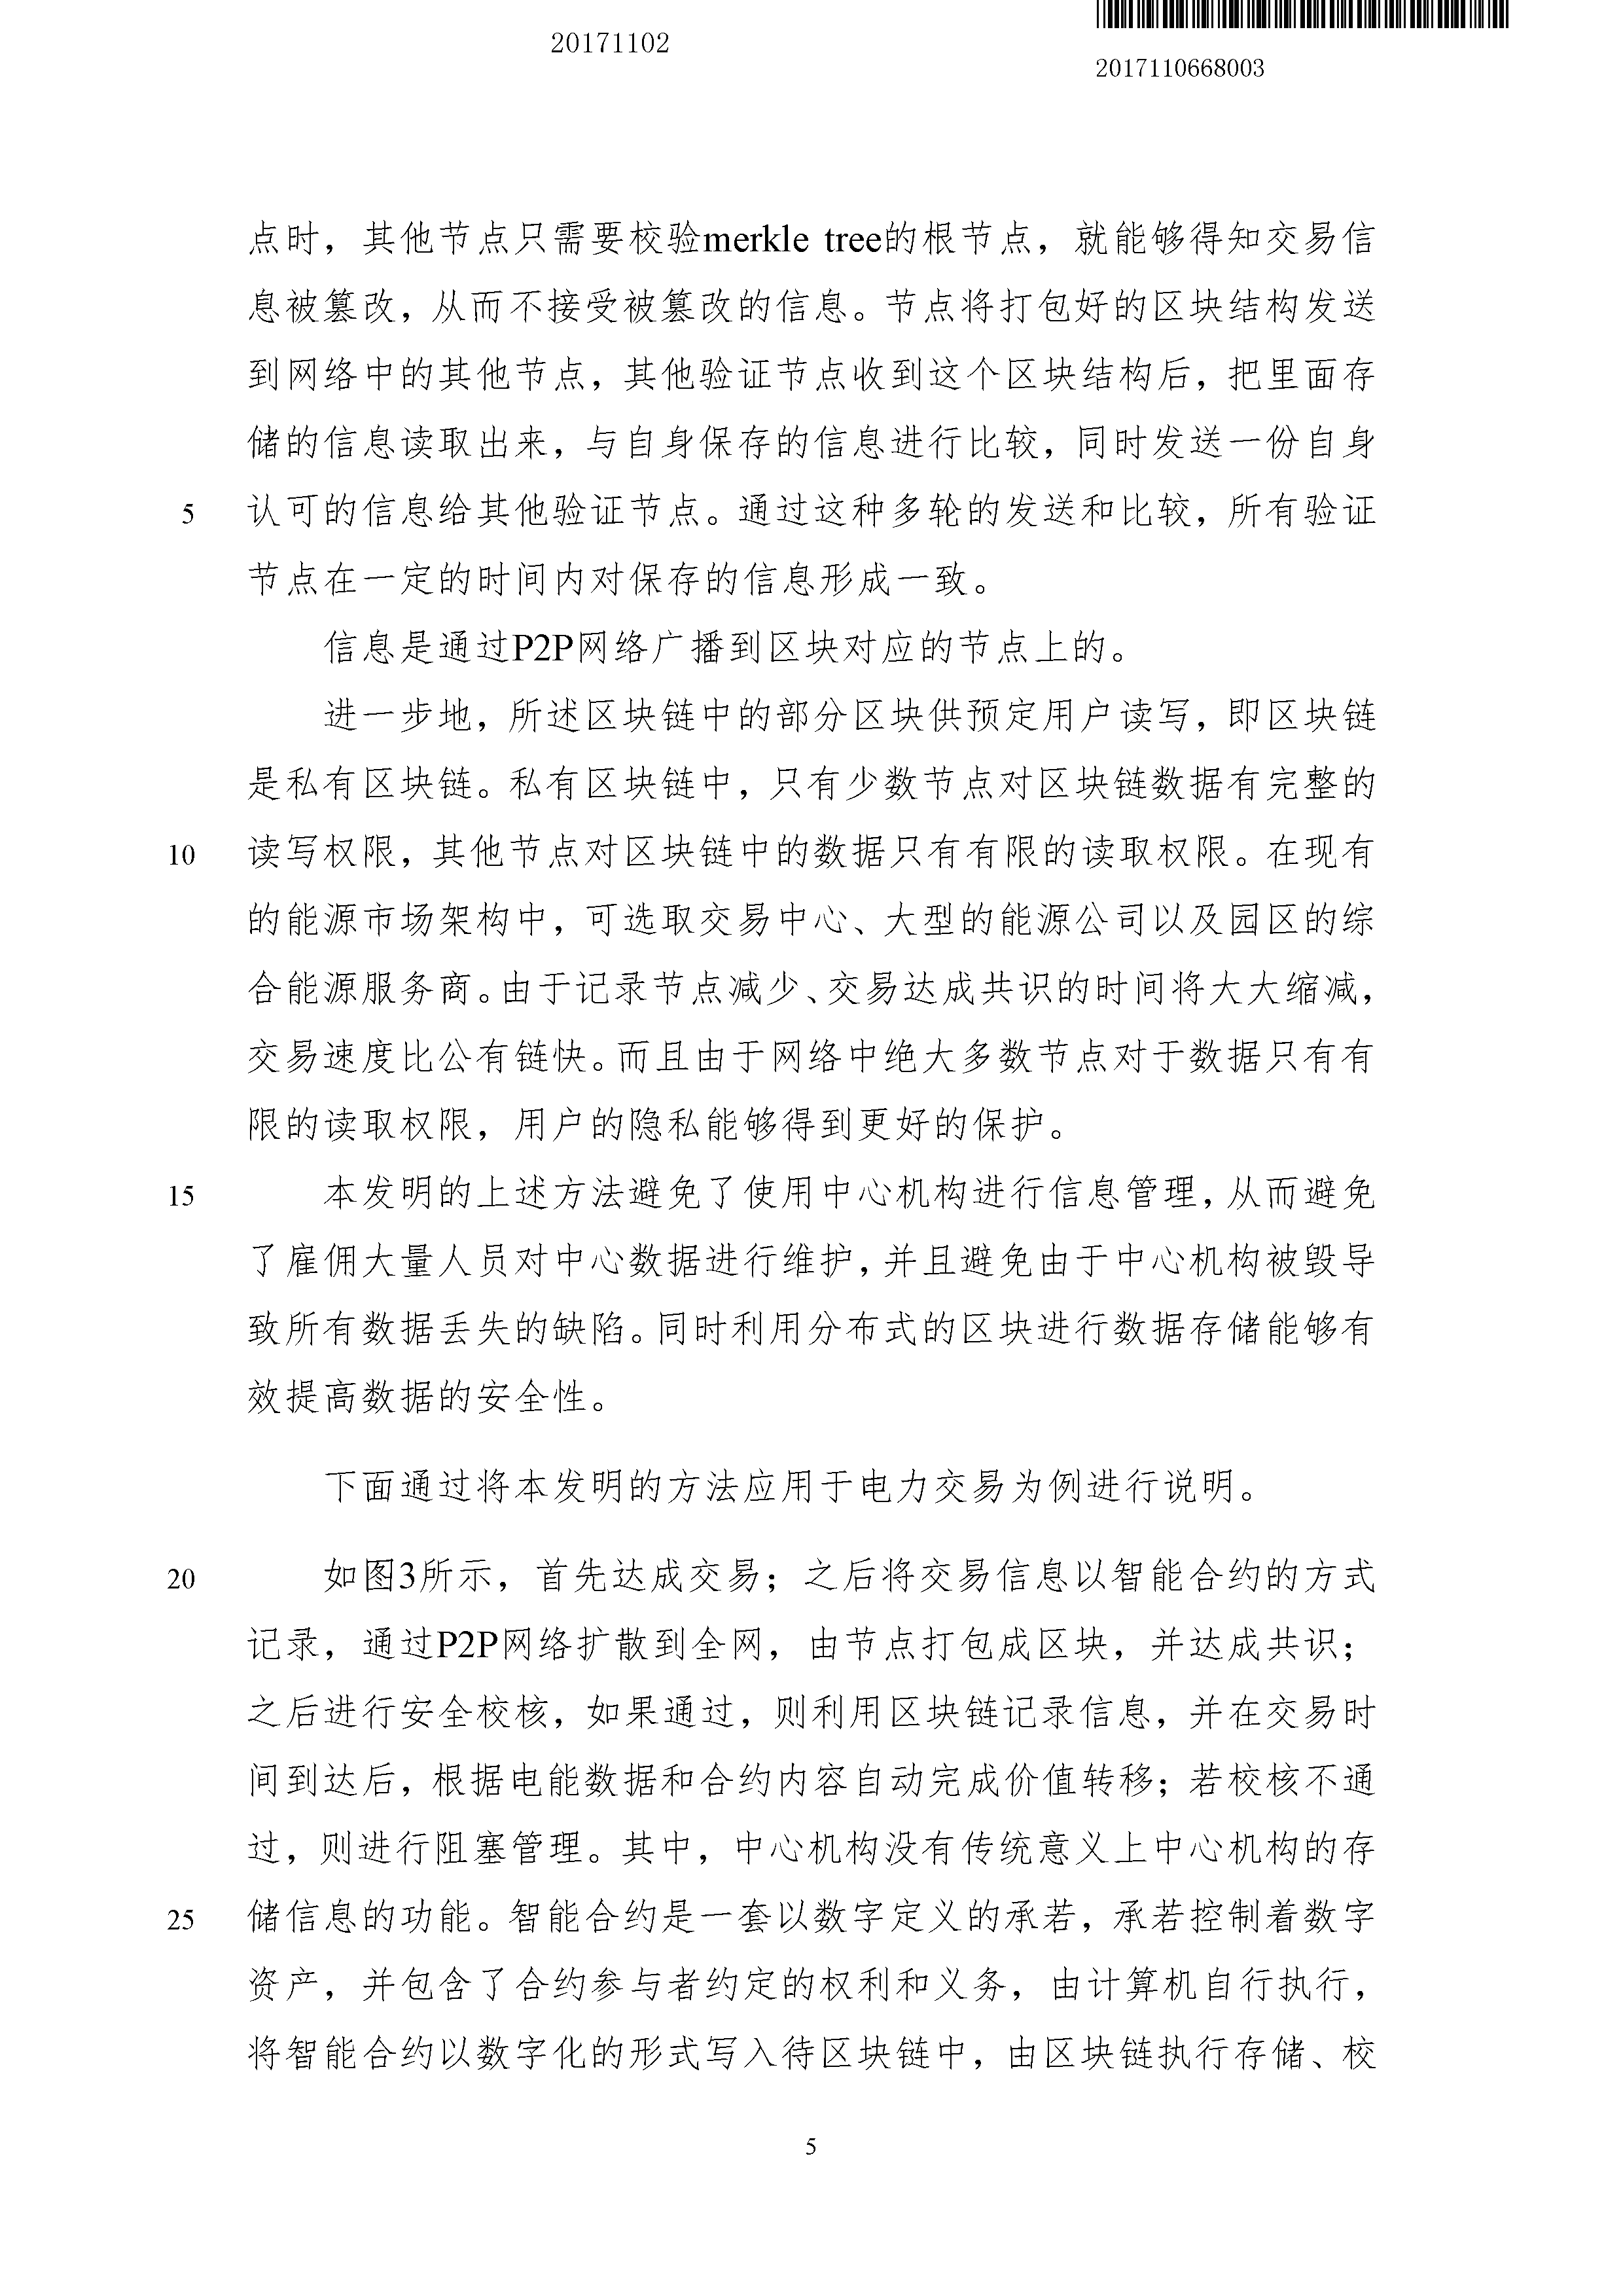 20171102
2017110668003
点时，其他节点只需要校验merkle tree的根节点，就能够得知交易信
息被篡改，从而不接受被篡改的信息。节点将打包好的区块结构发送
到网络中的其他节点，其他验证节点收到这个区块结构后，把里面存
储的信息读取出来，与自身保存的信息进行比较，同时发送一份自身
5 认可的信息给其他验证节点。通过这种多轮的发送和比较，所有验证
节点在一定的时间内对保存的信息形成一致。
信息是通过P2P网络广播到区块对应的节点上的。
进一步地，所述区块链中的部分区块供预定用户读写，即区块链
是私有区块链。私有区块链中，只有少数节点对区块链数据有完整的
10 读写权限，其他节点对区块链中的数据只有有限的读取权限。在现有
的能源市场架构中，可选取交易中心、大型的能源公司以及园区的综
合能源服务商。由于记录节点减少、交易达成共识的时间将大大缩减，
交易速度比公有链快。而且由于网络中绝大多数节点对于数据只有有
限的读取权限，用户的隐私能够得到更好的保护。
15 本发明的上述方法避免了使用中心机构进行信息管理，从而避免
了雇佣大量人员对中心数据进行维护，并且避免由于中心机构被毁导
致所有数据丢失的缺陷。同时利用分布式的区块进行数据存储能够有
效提高数据的安全性。
下面通过将本发明的方法应用于电力交易为例进行说明。
20 如图3所示，首先达成交易；之后将交易信息以智能合约的方式
记录，通过P2P网络扩散到全网，由节点打包成区块，并达成共识；
之后进行安全校核，如果通过，则利用区块链记录信息，并在交易时
间到达后，根据电能数据和合约内容自动完成价值转移；若校核不通
过，则进行阻塞管理。其中，中心机构没有传统意义上中心机构的存
25 储信息的功能。智能合约是一套以数字定义的承若，承若控制着数字
资产，并包含了合约参与者约定的权利和义务，由计算机自行执行，
将智能合约以数字化的形式写入待区块链中，由区块链执行存储、校
5